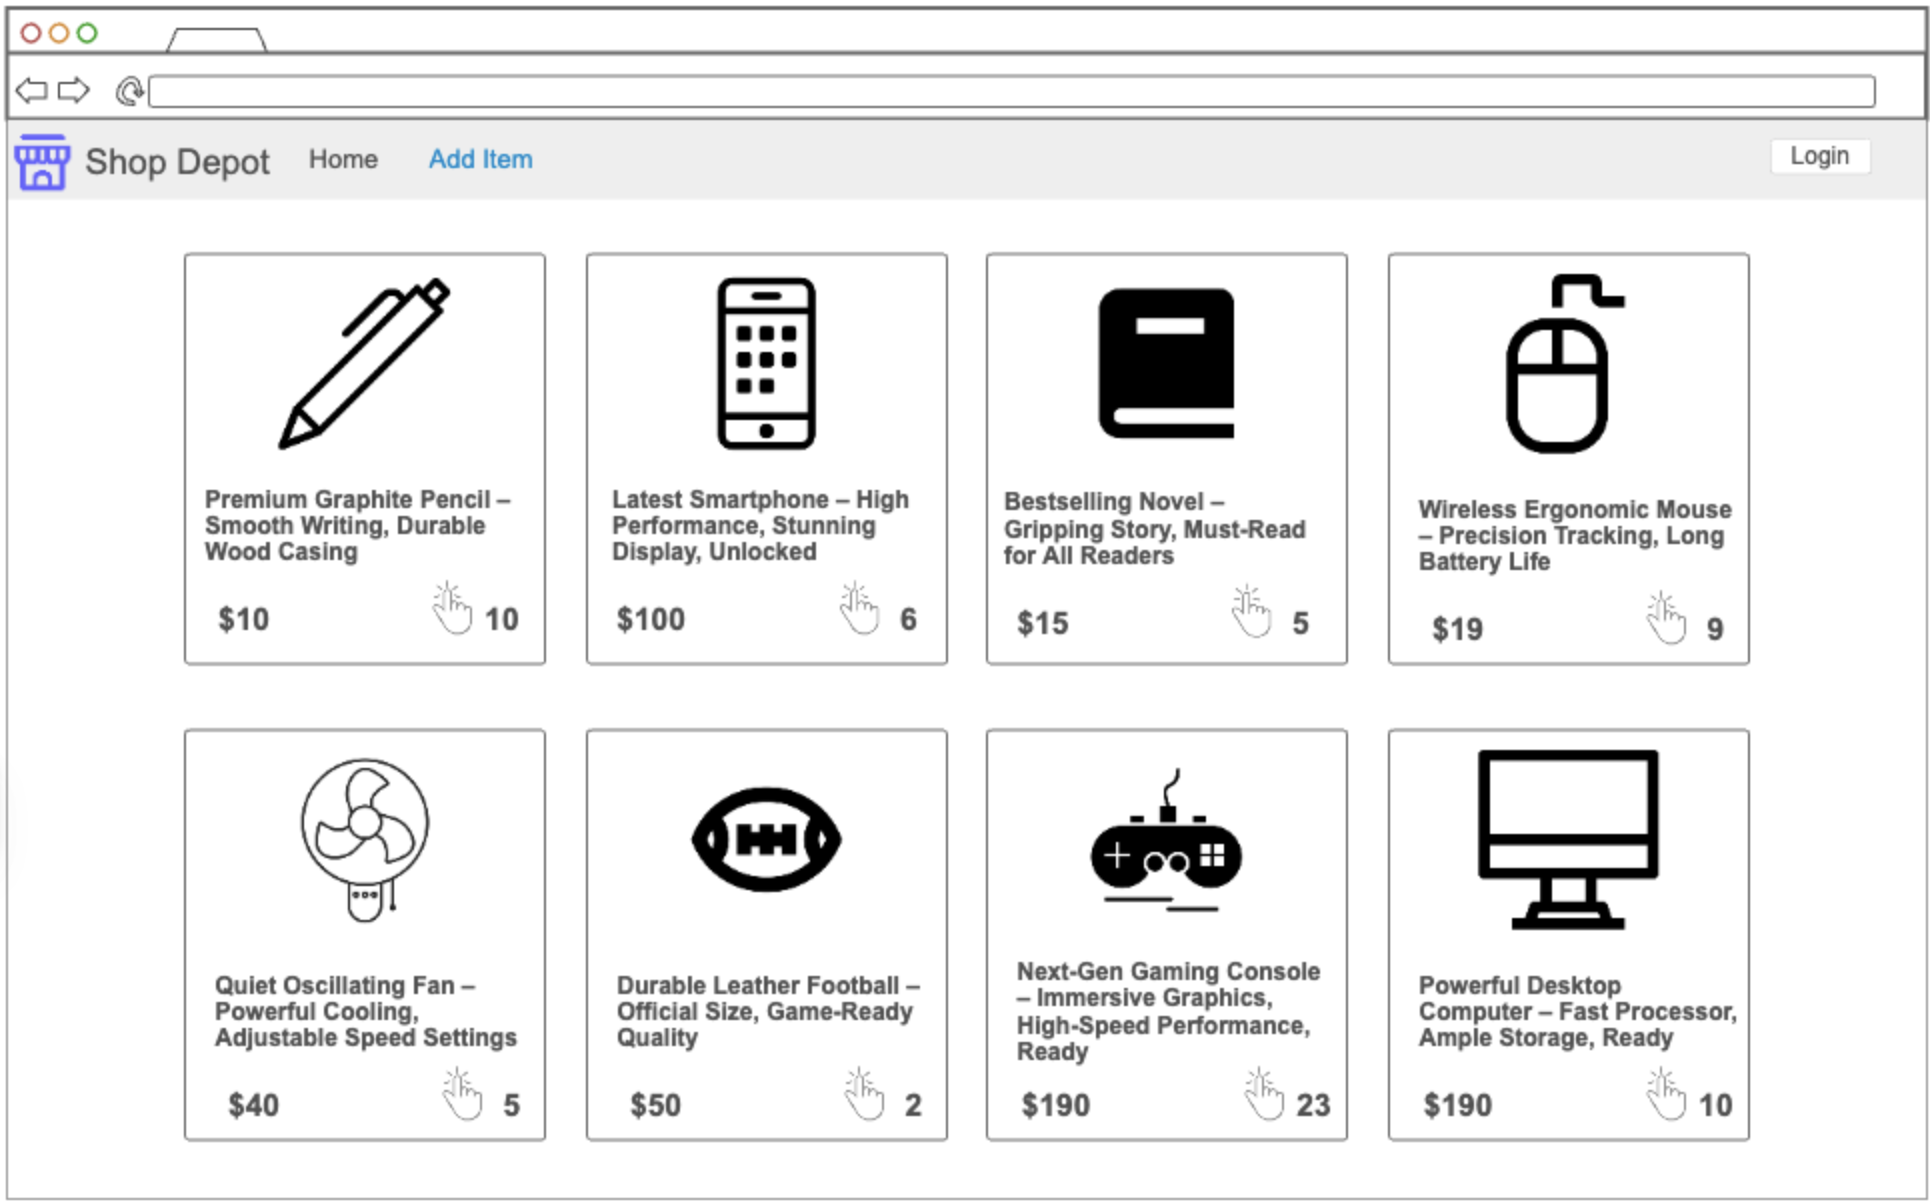 Shop Depot Home Add Item Login
Premium Graphite Pencil –
Smooth Writing, Durable
Wood Casing
$10 10
Latest Smartphone – High
Performance, Stunning
Display, Unlocked
$100 6
Bestselling Novel –
Gripping Story, Must-Read
for All Readers
$15 5
Wireless Ergonomic Mouse
– Precision Tracking, Long
Battery Life
$19 9
Quiet Oscillating Fan –
Powerful Cooling,
Adjustable Speed Settings
$40 5
Durable Leather Football –
Official Size, Game-Ready
Quality
$50 2
Next-Gen Gaming Console
– Immersive Graphics,
High-Speed Performance,
Ready
$190 23
Powerful Desktop
Computer – Fast Processor,
Ample Storage, Ready
$190 10